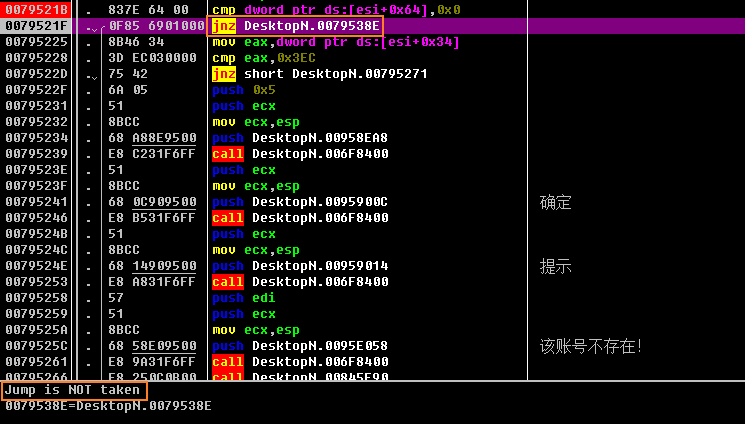 0079521B . 837E 64 00 cmp dword ptr ds:[esi+0x64],0x0
0079521F . 0F85 6901000 jnz DesktopN.0079538E
00795225 . 8B46 34 mov eax,dword ptr ds:[esi+0x34]
00795228 . 3D EC030000 cmp eax,0x3EC
0079522D . 75 42 jnz short DesktopN.00795271
0079522F . 6A 05 push 0x5
00795231 . 51 push ecx
00795232 . 8BCC mov ecx,esp
00795234 . 68 A88E9500 push DesktopN.00958EA8
00795239 . E8 C231F6FF call DesktopN.006F8400
0079523E . 51 push ecx
0079523F . 8BCC mov ecx,esp
00795241 . 68 0C909500 push DesktopN.0095900C 确定
00795246 . E8 B531F6FF call DesktopN.006F8400
0079524B . 51 push ecx
0079524C . 8BCC mov ecx,esp
0079524E . 68 14909500 push DesktopN.00959014 提示
00795253 . E8 A831F6FF call DesktopN.006F8400
00795258 . 57 push edi
00795259 . 51 push ecx
0079525A . 8BCC mov ecx,esp
0079525C . 68 58E09500 push DesktopN.0095E058 该账号不存在!
00795261 . E8 9A31F6FF call DesktopN.006F8400
00795266 . E8 250C0B00 call DesktopN.00845E90
Jump is NOT taken
0079538E=DesktopN.0079538E